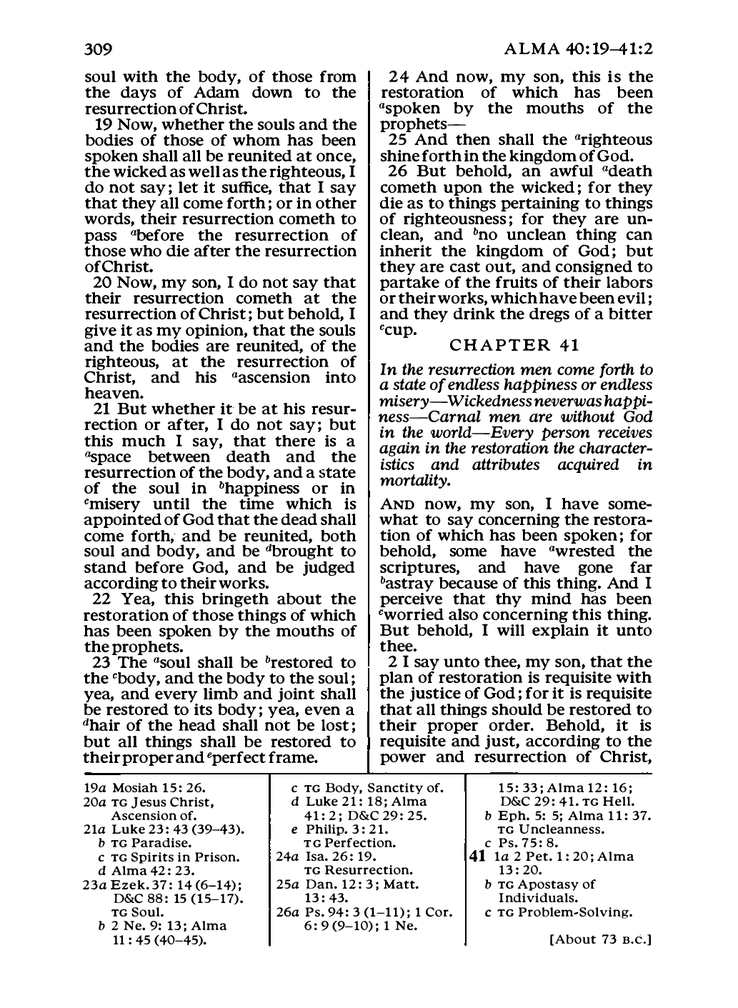 309
ALMA 40:19–41:2
soul with the body, of those from
the days of Adam down to the
resurrection of Christ.
19 Now, whether the souls and the
bodies of those of whom has been
spoken shall all be reunited at once,
the wicked as well as the righteous, I
do not say; let it suffice, that I say
that they all come forth; or in other
words, their resurrection cometh to
pass abefore the resurrection of
those who die after the resurrection
of Christ.
20 Now, my son, I do not say that
their resurrection cometh at the
resurrection of Christ; but behold, I
give it as my opinion, that the souls
and the bodies are reunited, of the
righteous, at the resurrection of
Christ, and his aascension into
heaven.
21 But whether it be at his resur-
rection or after, I do not say; but
this much I say, that there is a
aspace between death and the
resurrection of the body, and a state
of the soul in bhappiness or in
cmisery until the time which is
appointed of God that the dead shall
come forth, and be reunited, both
soul and body, and be dbrought to
stand before God, and be judged
according to their works.
22 Yea, this bringeth about the
restoration of those things of which
has been spoken by the mouths of
the prophets.
23 The asoul shall be brestored to
the cbody, and the body to the soul;
yea, and every limb and joint shall
be restored to its body; yea, even a
dhair of the head shall not be lost;
but all things shall be restored to
their proper and eperfect frame.
24 And now, my son, this is the
restoration of which has been
aspoken by the mouths of the
prophets—
25 And then shall the arighteous
shine forth in the kingdom of God.
26 But behold, an awful adeath
cometh upon the wicked; for they
die as to things pertaining to things
of righteousness; for they are un-
clean, and bno unclean thing can
inherit the kingdom of God; but
they are cast out, and consigned to
partake of the fruits of their labors
or their works, which have been evil;
and they drink the dregs of a bitter
ccup.
CHAPTER 41
In the resurrection men come forth to
a state of endless happiness or endless
misery—Wickedness never was happi-
ness—Carnal men are without God
in the world—Every person receives
again in the restoration the character-
istics and attributes acquired in
mortality.
AND now, my son, I have some-
what to say concerning the restora-
tion of which has been spoken; for
behold, some have awrested the
scriptures, and have gone far
bastray because of this thing. And I
perceive that thy mind has been
cworried also concerning this thing.
But behold, I will explain it unto
thee.
2 I say unto thee, my son, that the
plan of restoration is requisite with
the justice of God; for it is requisite
that all things should be restored to
their proper order. Behold, it is
requisite and just, according to the
power and resurrection of Christ,
19a Mosiah 15: 26.
20a TG Jesus Christ,
Ascension of.
21a Luke 23: 43 (39–43).
b TG Paradise.
c TG Spirits in Prison.
d Alma 42: 23.
23a Ezek. 37: 14 (6–14);
D&C 88: 15 (15–17).
TG Soul.
b 2 Ne. 9: 13; Alma
11: 45 (40–45).
c TG Body, Sanctity of.
d Luke 21: 18; Alma
41: 2; D&C 29: 25.
e Philip. 3: 21.
TG Perfection.
24a Isa. 26: 19.
TG Resurrection.
25a Dan. 12: 3; Matt.
13: 43.
26a Ps. 94: 3 (1–11); 1 Cor.
6: 9 (9–10); 1 Ne.
15: 33; Alma 12: 16;
D&C 29: 41. TG Hell.
b Eph. 5: 5; Alma 11: 37.
TG Uncleanness.
c Ps. 75: 8.
41 1a 2 Pet. 1: 20; Alma
13: 20.
b TG Apostasy of
Individuals.
c TG Problem-Solving.
[About 73 B.C.]